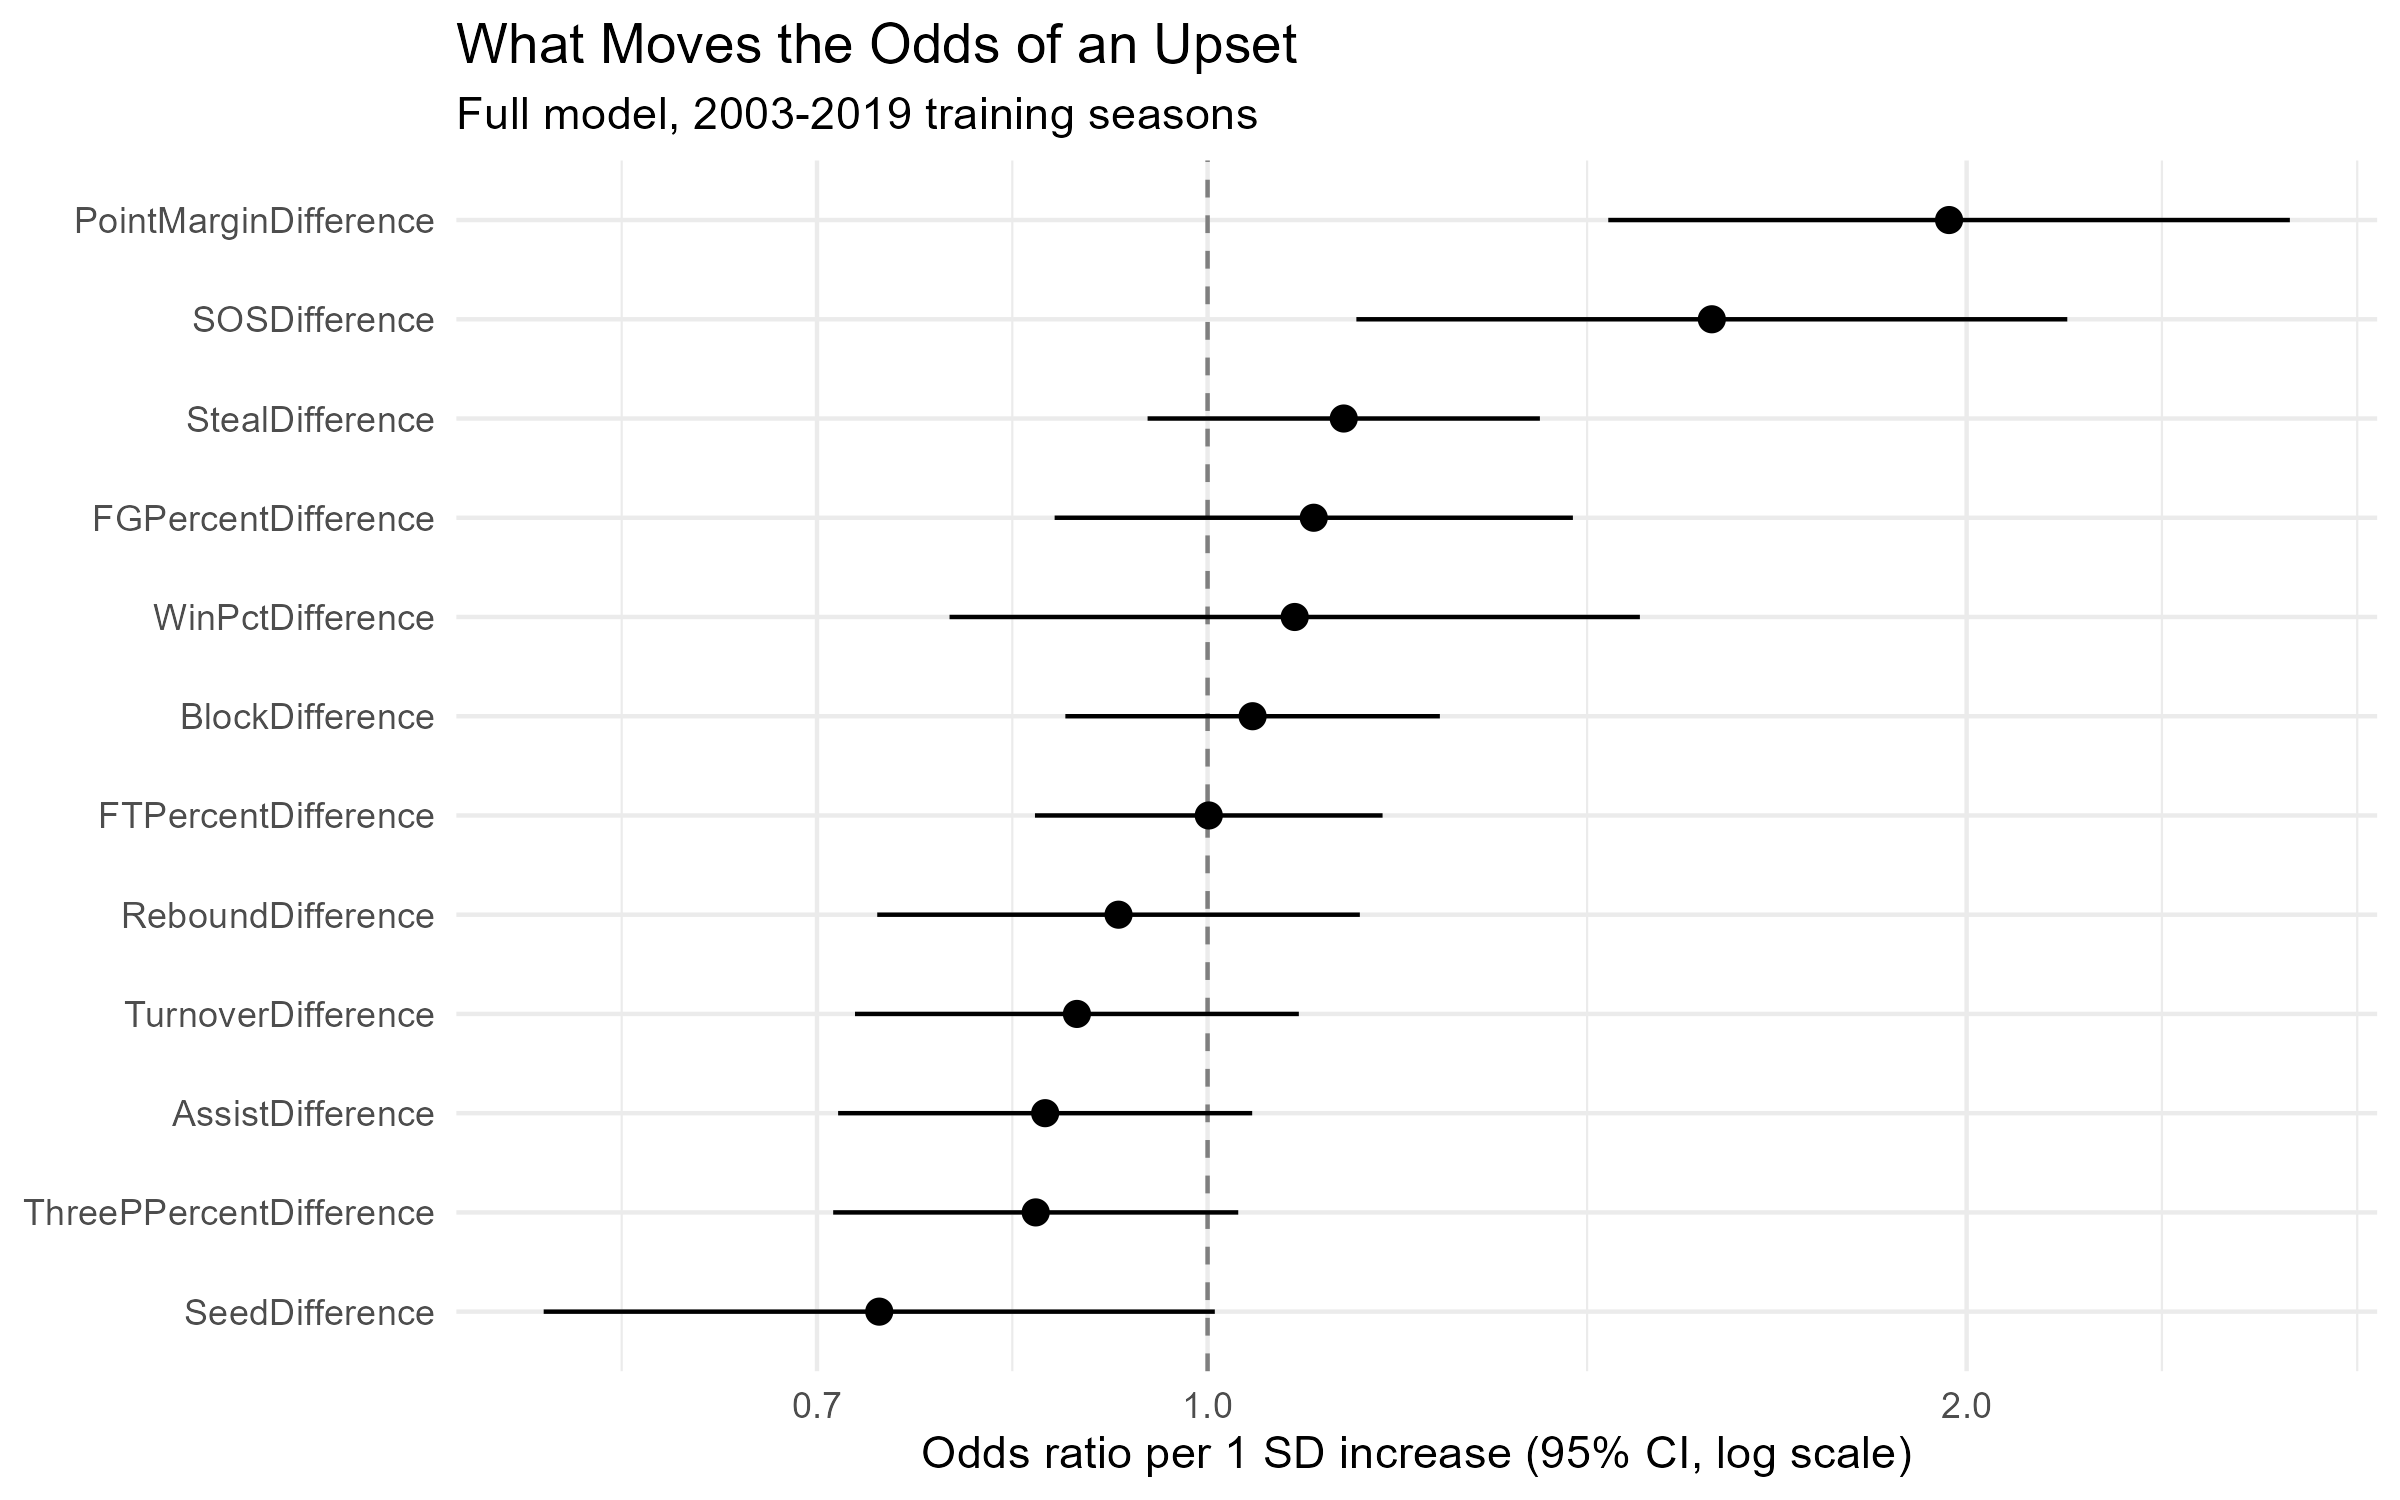 What Moves the Odds of an Upset
Full model, 2003-2019 training seasons
PointMarginDifference
SOSDifference
StealDifference
FGPercentDifference
WinPctDifference
BlockDifference
FTPercentDifference
ReboundDifference
TurnoverDifference
AssistDifference
ThreePPercentDifference
SeedDifference
0.7 1.0 2.0
Odds ratio per 1 SD increase (95% CI, log scale)